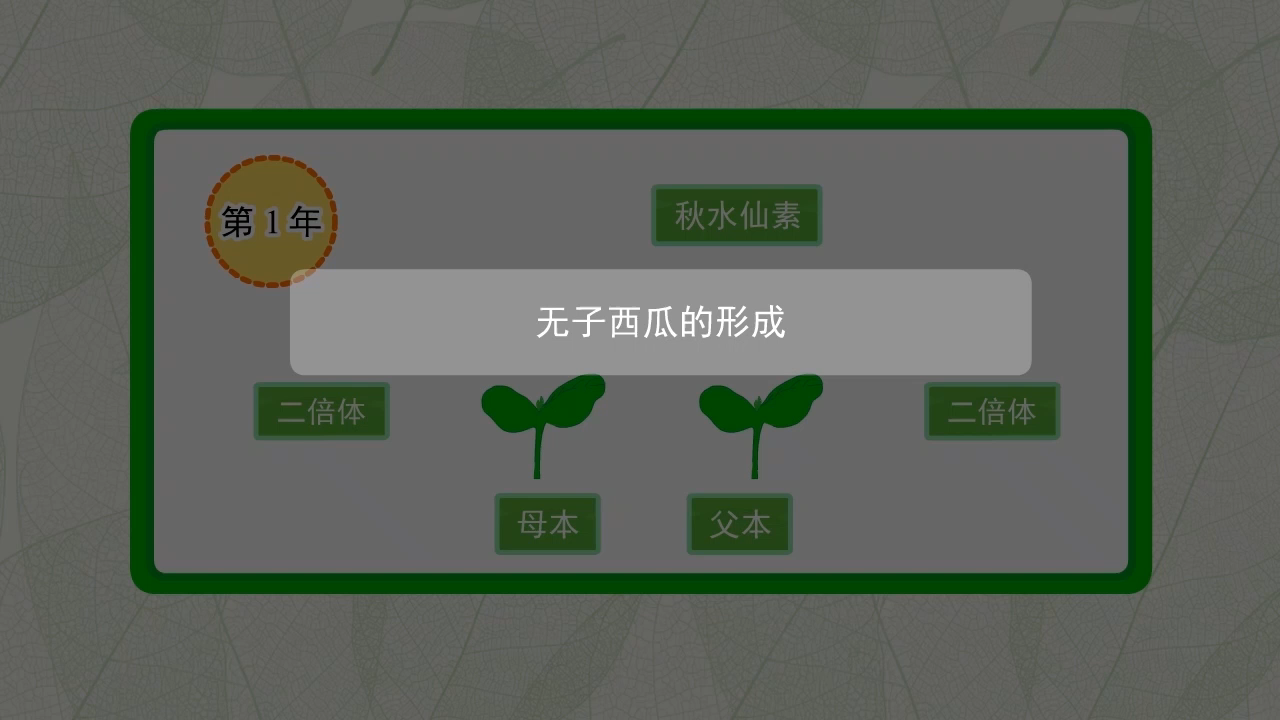 第1年
秋水仙素
无子西瓜的形成
二倍体
二倍体
母本
父本